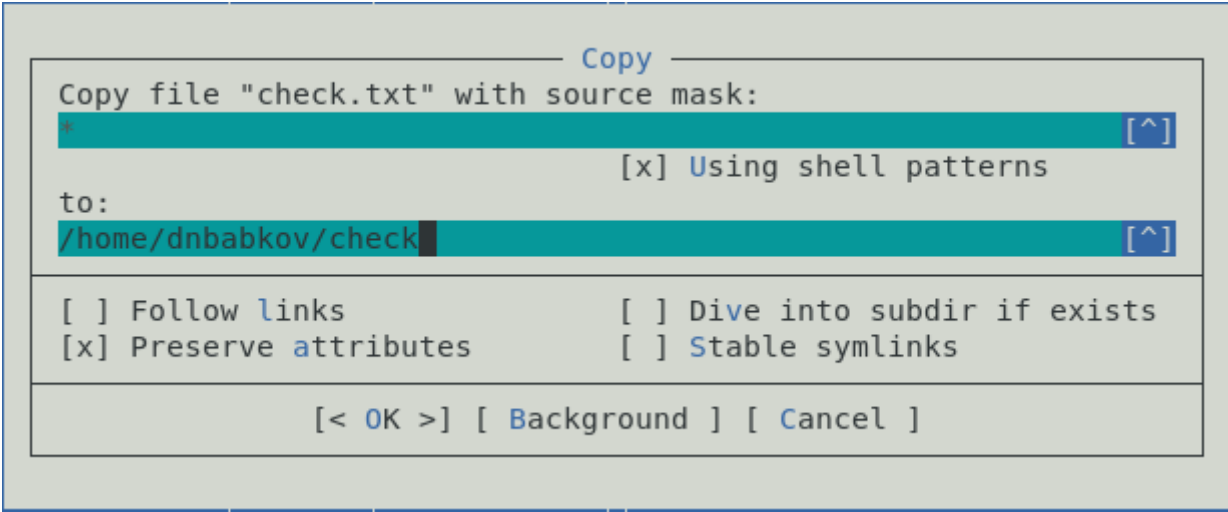 Copy
Copy file "check.txt" with source mask:
* [^]
[x] Using shell patterns
to:
/home/dnbabkov/check [^]
[ ] Follow links [ ] Dive into subdir if exists
[x] Preserve attributes [ ] Stable symlinks
[< OK >] [ Background ] [ Cancel ]